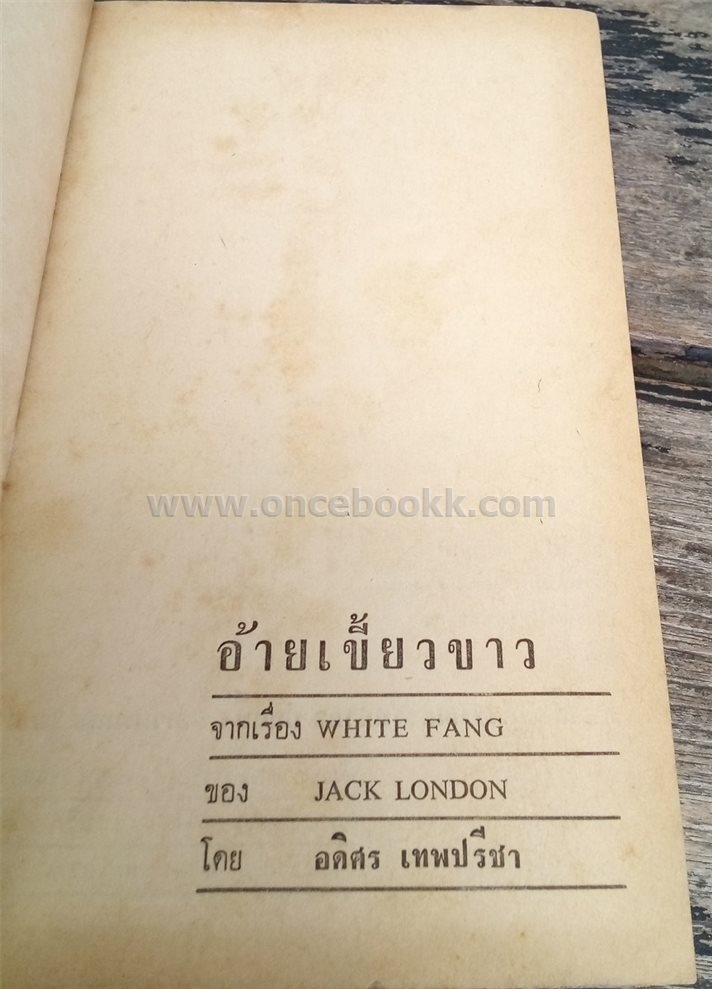 www.oncebookk.com
อ้ายเขี้ยวขาว
จากเรื่อง WHITE FANG
ของ JACK LONDON
โดย อดิศร เทพปรีชา